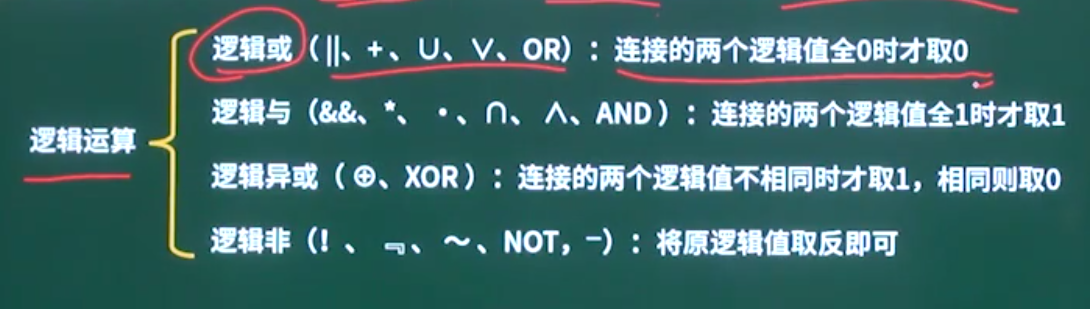 逻辑或（||、+、∪、∨、OR）：连接的两个逻辑值全0时才取0
逻辑与（&&、*、·、∩、∧、AND）：连接的两个逻辑值全1时才取1
逻辑运算
逻辑异或（⊕、XOR）：连接的两个逻辑值不相同时才取1，相同则取0
逻辑非（！、﹃、～、NOT，－）：将原逻辑值取反即可